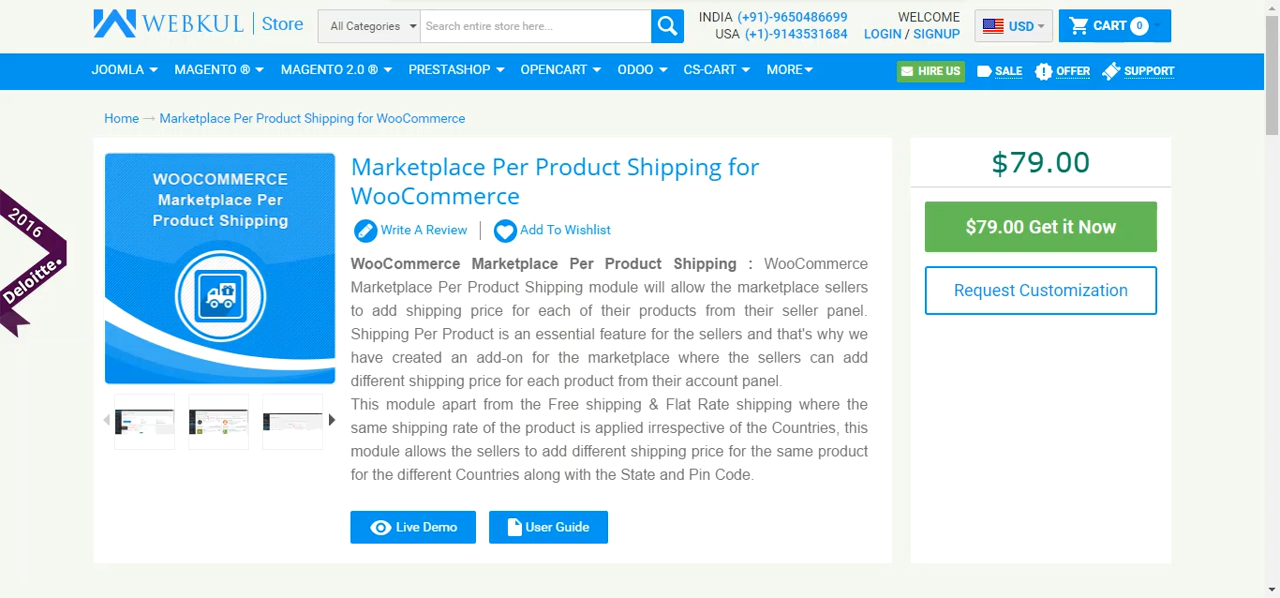 WEBKUL | Store
All Categories
Search entire store here...
INDIA (+91)-9650486699
USA (+1)-9143531684
WELCOME
LOGIN / SIGNUP
USD
CART 0
JOOMLA MAGENTO ® MAGENTO 2.0 ® PRESTASHOP OPENCART ODOO CS-CART MORE HIRE US SALE OFFER SUPPORT
Home → Marketplace Per Product Shipping for WooCommerce
2016
Deloitte.
WOOCOMMERCE
Marketplace Per
Product Shipping
Marketplace Per Product Shipping for
WooCommerce
Write A Review | Add To Wishlist
WooCommerce Marketplace Per Product Shipping : WooCommerce
Marketplace Per Product Shipping module will allow the marketplace sellers
to add shipping price for each of their products from their seller panel.
Shipping Per Product is an essential feature for the sellers and that's why we
have created an add-on for the marketplace where the sellers can add
different shipping price for each product from their account panel.
This module apart from the Free shipping & Flat Rate shipping where the
same shipping rate of the product is applied irrespective of the Countries, this
module allows the sellers to add different shipping price for the same product
for the different Countries along with the State and Pin Code.
Live Demo
User Guide
$79.00
$79.00 Get it Now
Request Customization